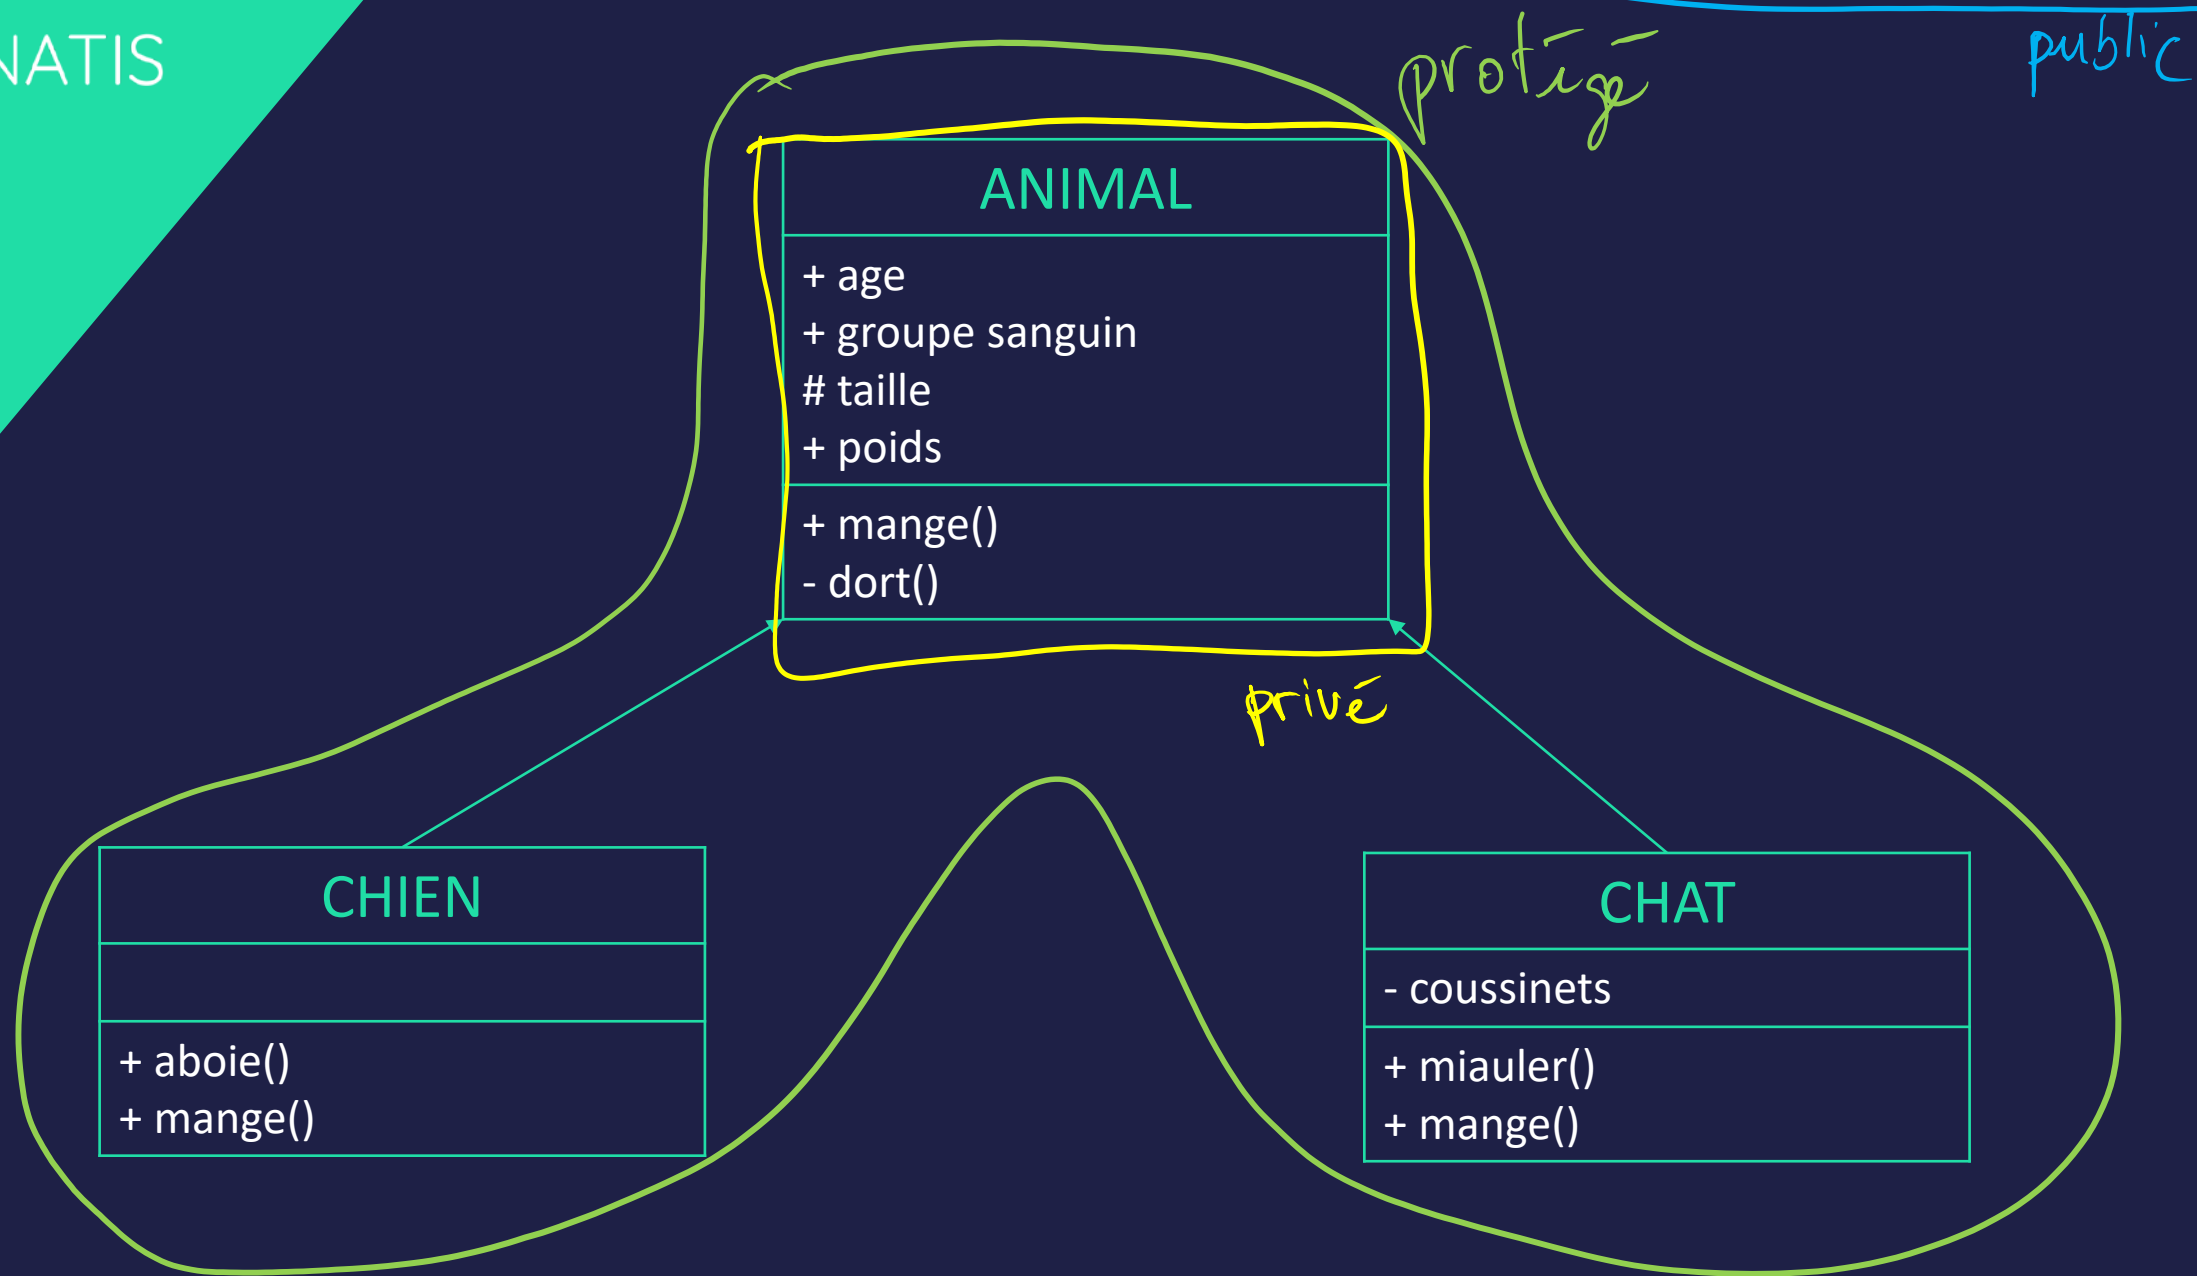 NATIS
protégé
public
ANIMAL
+ age
+ groupe sanguin
# taille
+ poids
+ mange()
- dort()
privé
CHIEN
+ aboie()
+ mange()
CHAT
- coussinets
+ miauler()
+ mange()